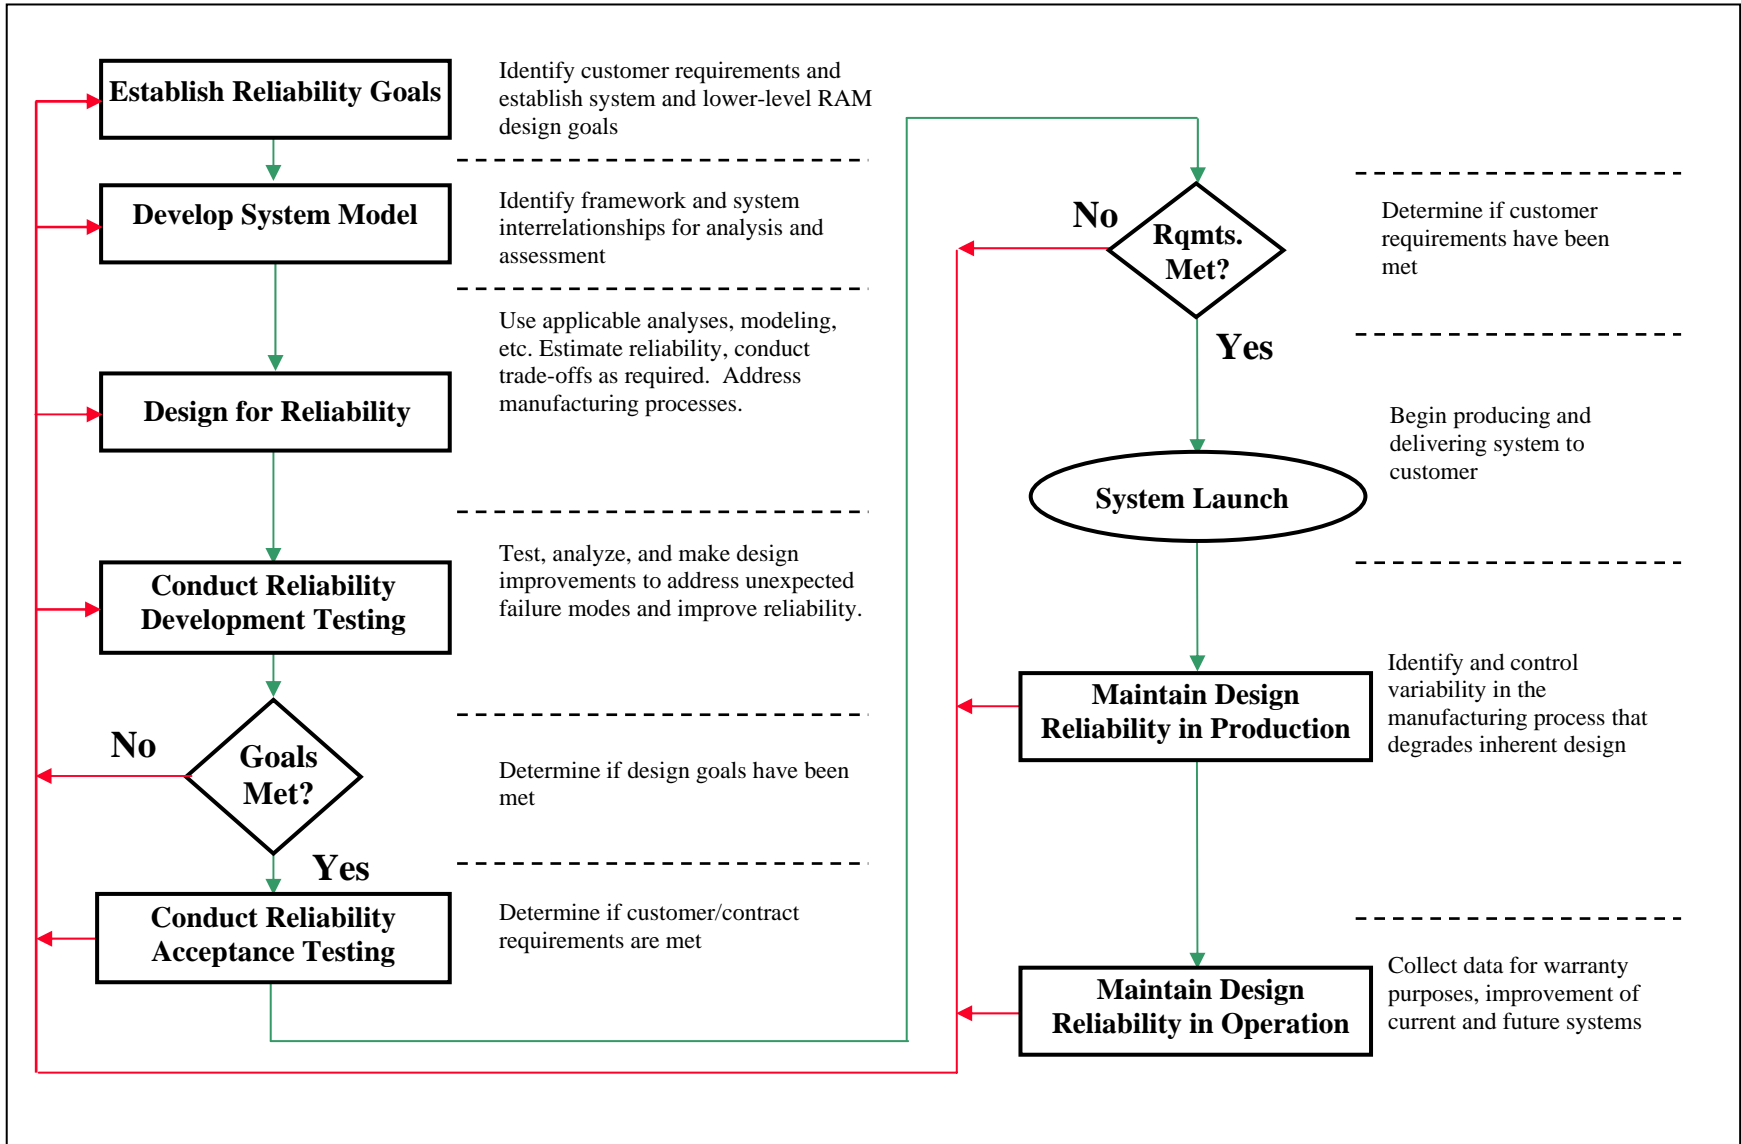 Establish Reliability Goals
Identify customer requirements and
establish system and lower-level RAM
design goals
Develop System Model
Identify framework and system
interrelationships for analysis and
assessment
Design for Reliability
Use applicable analyses, modeling,
etc. Estimate reliability, conduct
trade-offs as required.  Address
manufacturing processes.
Conduct Reliability
Development Testing
Test, analyze, and make design
improvements to address unexpected
failure modes and improve reliability.
No
Goals
Met?
Yes
Determine if design goals have been
met
Conduct Reliability
Acceptance Testing
Determine if customer/contract
requirements are met
No
Rqmts.
Met?
Yes
Determine if customer
requirements have been
met
System Launch
Begin producing and
delivering system to
customer
Maintain Design
Reliability in Production
Identify and control
variability in the
manufacturing process that
degrades inherent design
Maintain Design
Reliability in Operation
Collect data for warranty
purposes, improvement of
current and future systems